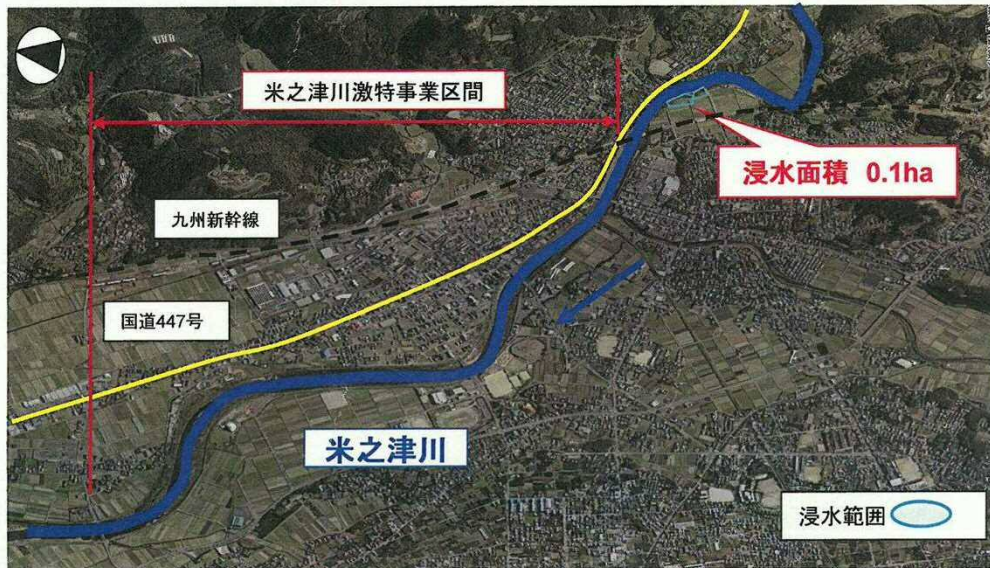 米之津川激特事業区間
浸水面積 0.1ha
九州新幹線
国道447号
米之津川
浸水範囲